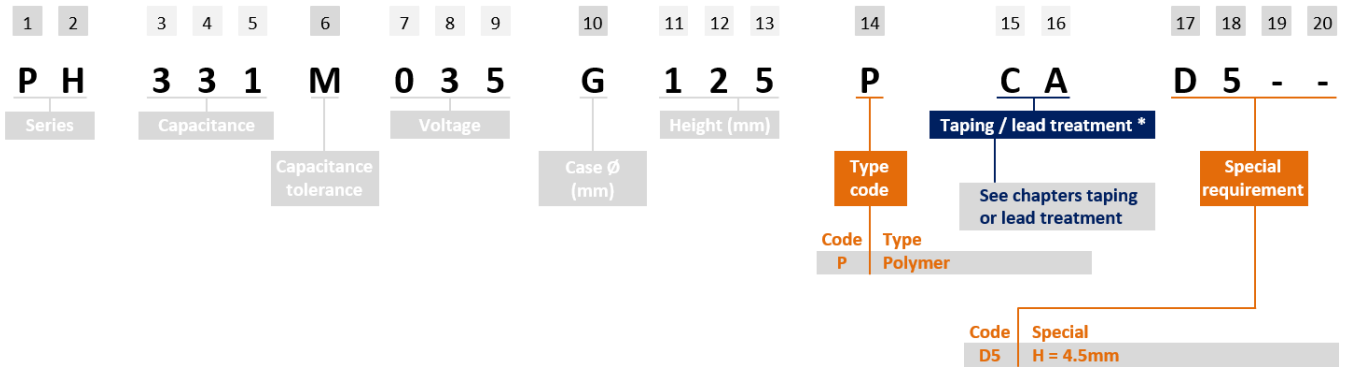 1 2 3 4 5 6 7 8 9 10 11 12 13 14 15 16 17 18 19 20
P H 3 3 1 M 0 3 5 G 1 2 5 P C A D 5 - -
Series Capacitance Voltage Height (mm) Taping / lead treatment *
Capacitance
tolerance
Case Ø
(mm)
Type
code
See chapters taping
or lead treatment
Special
requirement
Code Type
P Polymer
Code Special
D5 H = 4.5mm